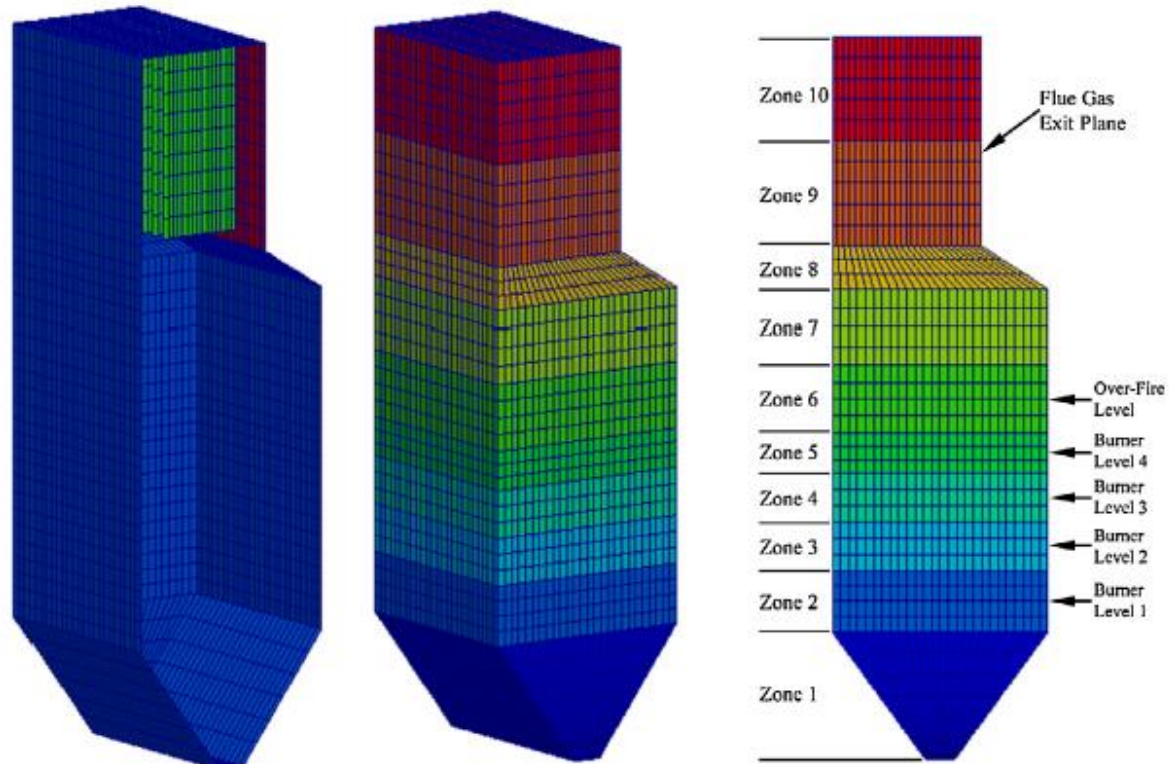 Zone 10
Flue Gas
Exit Plane
Zone 9
Zone 8
Zone 7
Zone 6
Over-Fire
Level
Zone 5
Burner
Level 4
Zone 4
Burner
Level 3
Zone 3
Burner
Level 2
Zone 2
Burner
Level 1
Zone 1